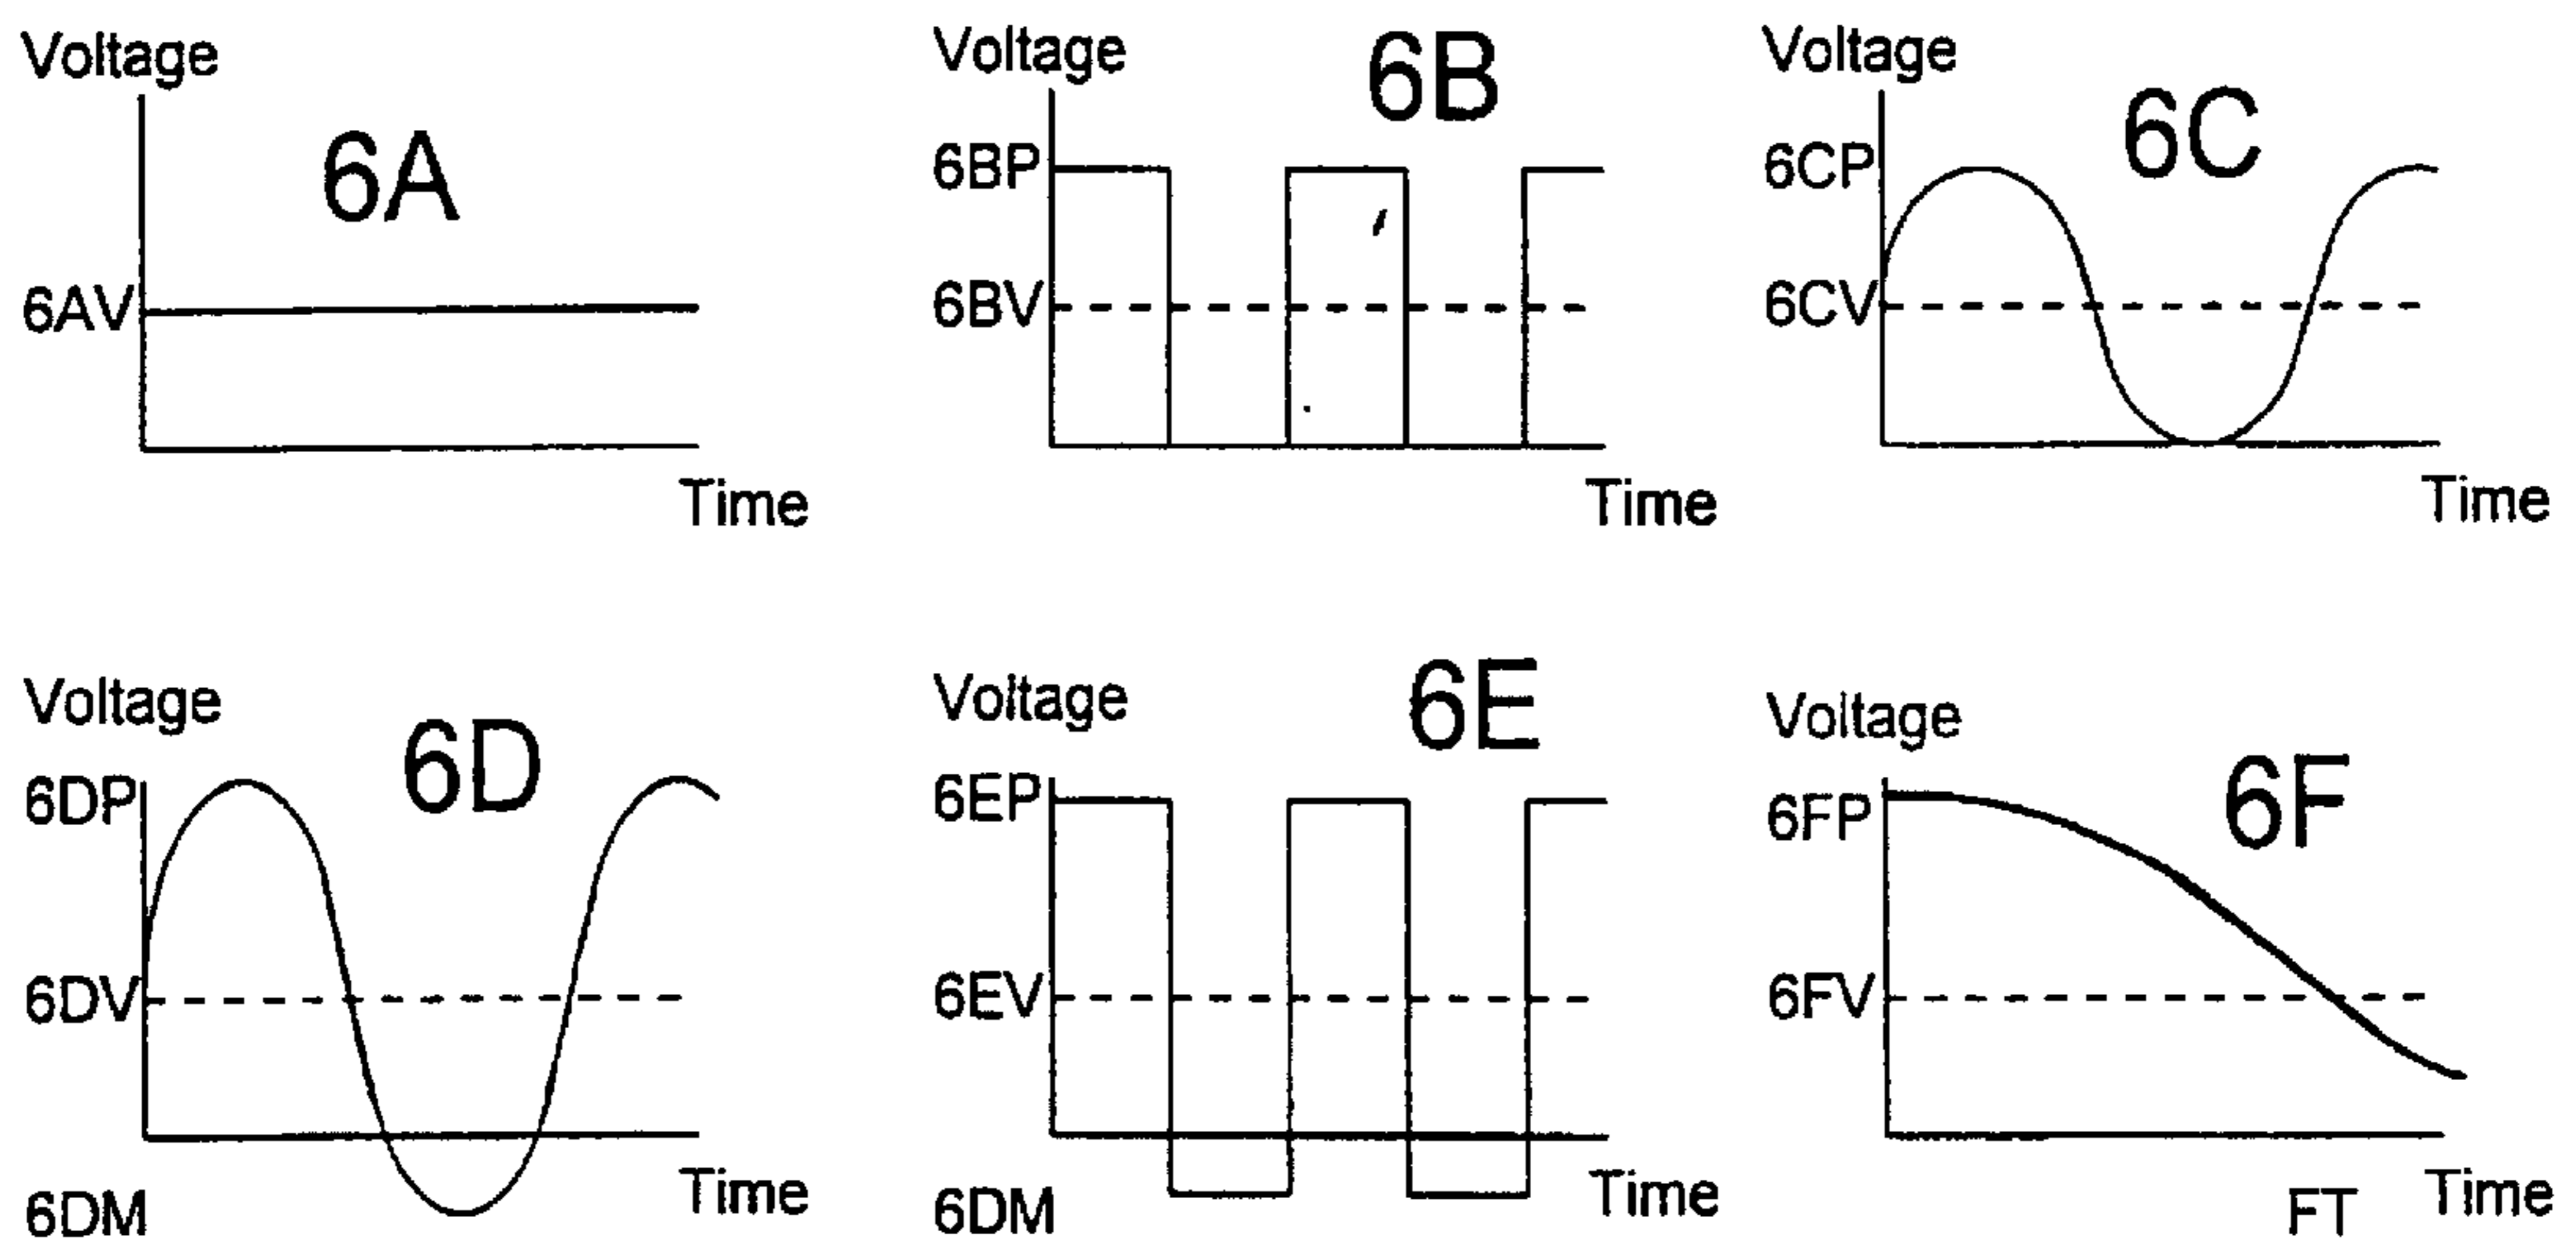 Voltage
6A
6AV
Time
Voltage
6B
6BP
6BV
Time
Voltage
6C
6CP
6CV
Time
Voltage
6D
6DP
6DV
Time
6DM
Voltage
6E
6EP
6EV
Time
6DM
Voltage
6F
6FP
6FV
FT
Time